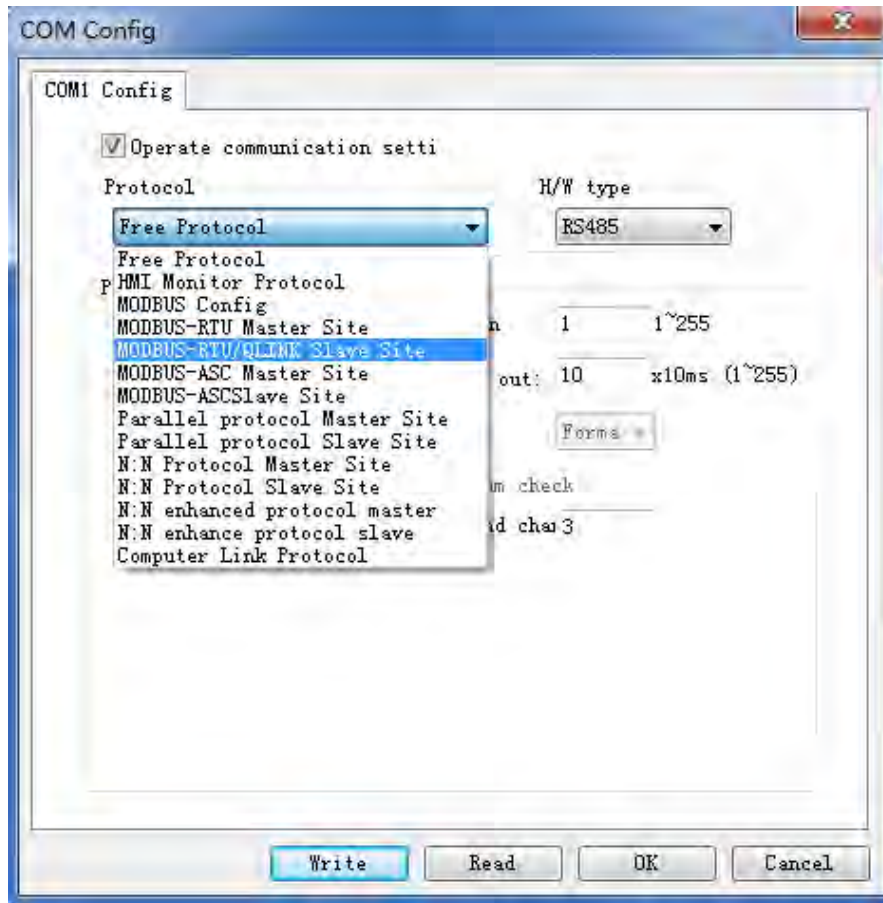 COM Config
COM1 Config
Operate communication setti
Protocol
H/W type
Free Protocol
RS485
Free Protocol
HMI Monitor Protocol
MODBUS Config
MODBUS-RTU Master Site
MODBUS-RTU/QLINK Slave Site
MODBUS-ASC Master Site
MODBUS-ASCSlave Site
Parallel protocol Master Site
Parallel protocol Slave Site
N:N Protocol Master Site
N:N Protocol Slave Site
N:N enhanced protocol master
N:N enhance protocol slave
Computer Link Protocol
P
n 1 1~255
out: 10 x10ms (1~255)
Forma
m check
d cha 3
Write Read OK Cancel